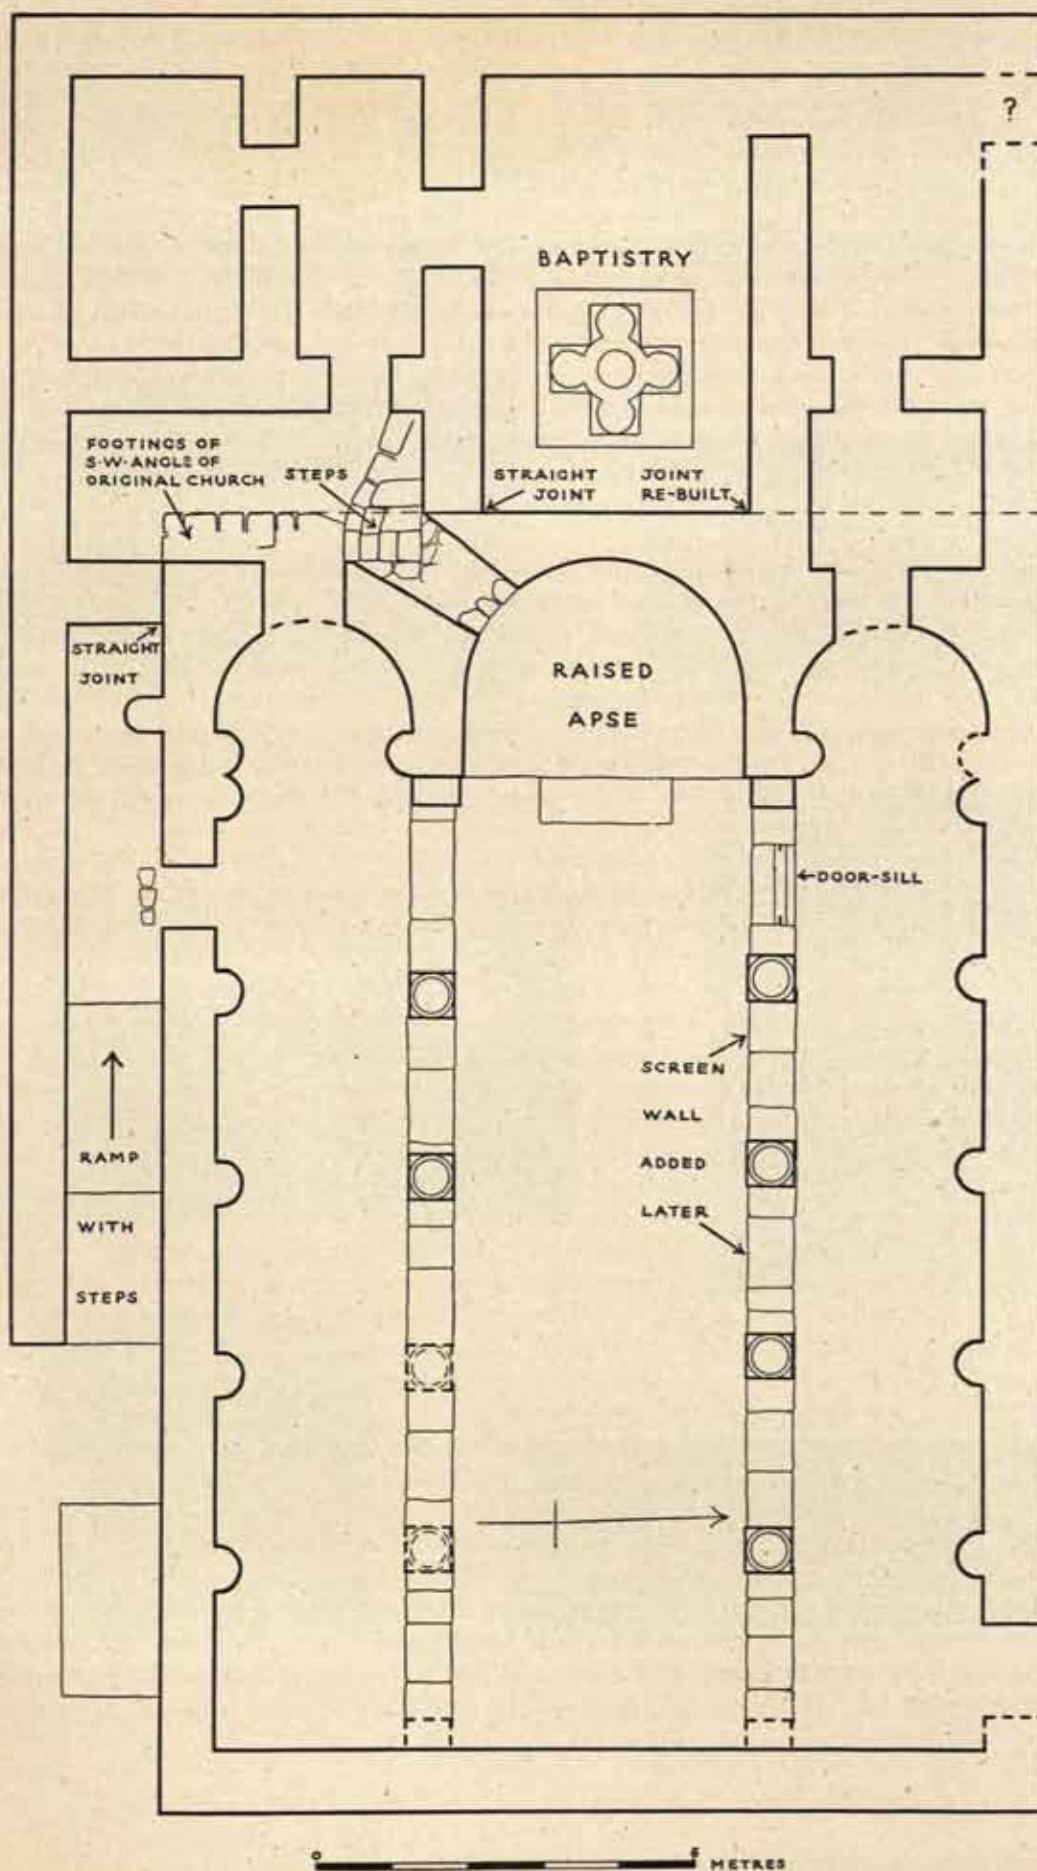 ?
BAPTISTRY
FOOTINGS OF
S·W·ANGLE OF
ORIGINAL CHURCH
STEPS
STRAIGHT
JOINT
JOINT
RE-BUILT
STRAIGHT
JOINT
RAISED
APSE
DOOR-SILL
SCREEN
WALL
ADDED
LATER
RAMP
WITH
STEPS
0
5
METRES